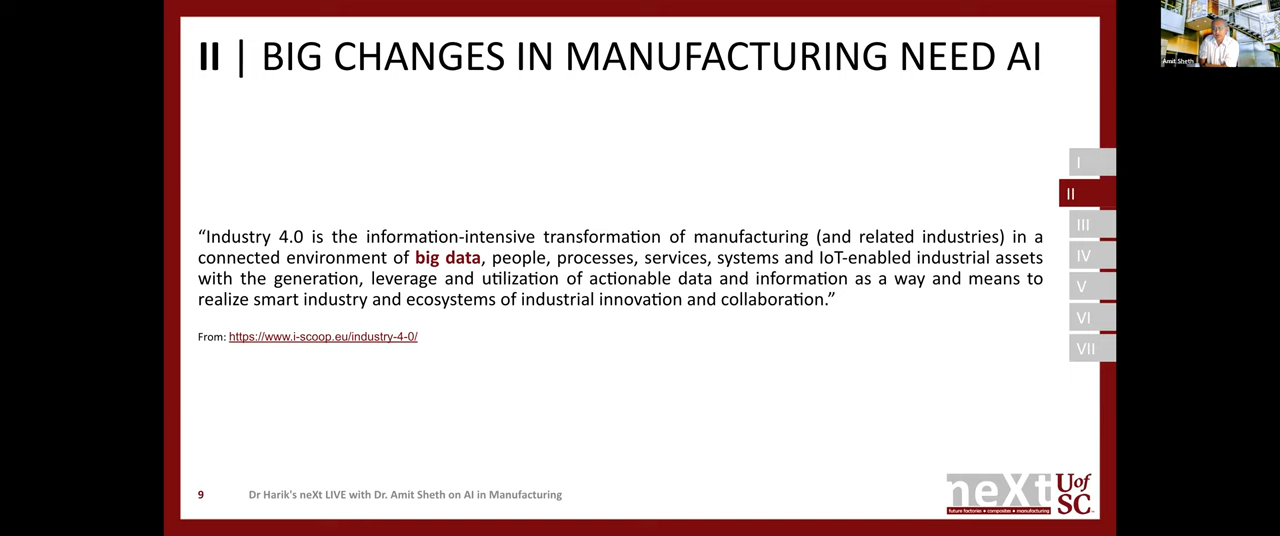 II | BIG CHANGES IN MANUFACTURING NEED AI
Amit Sheth
I
II
III
IV
V
VI
VII
“Industry 4.0 is the information-intensive transformation of manufacturing (and related industries) in a
connected environment of big data, people, processes, services, systems and IoT-enabled industrial assets
with the generation, leverage and utilization of actionable data and information as a way and means to
realize smart industry and ecosystems of industrial innovation and collaboration.”
From: https://www.i-scoop.eu/industry-4-0/
9 Dr Harik's neXt LIVE with Dr. Amit Sheth on AI in Manufacturing
neXt
future factories • composites • manufacturing
UofSC